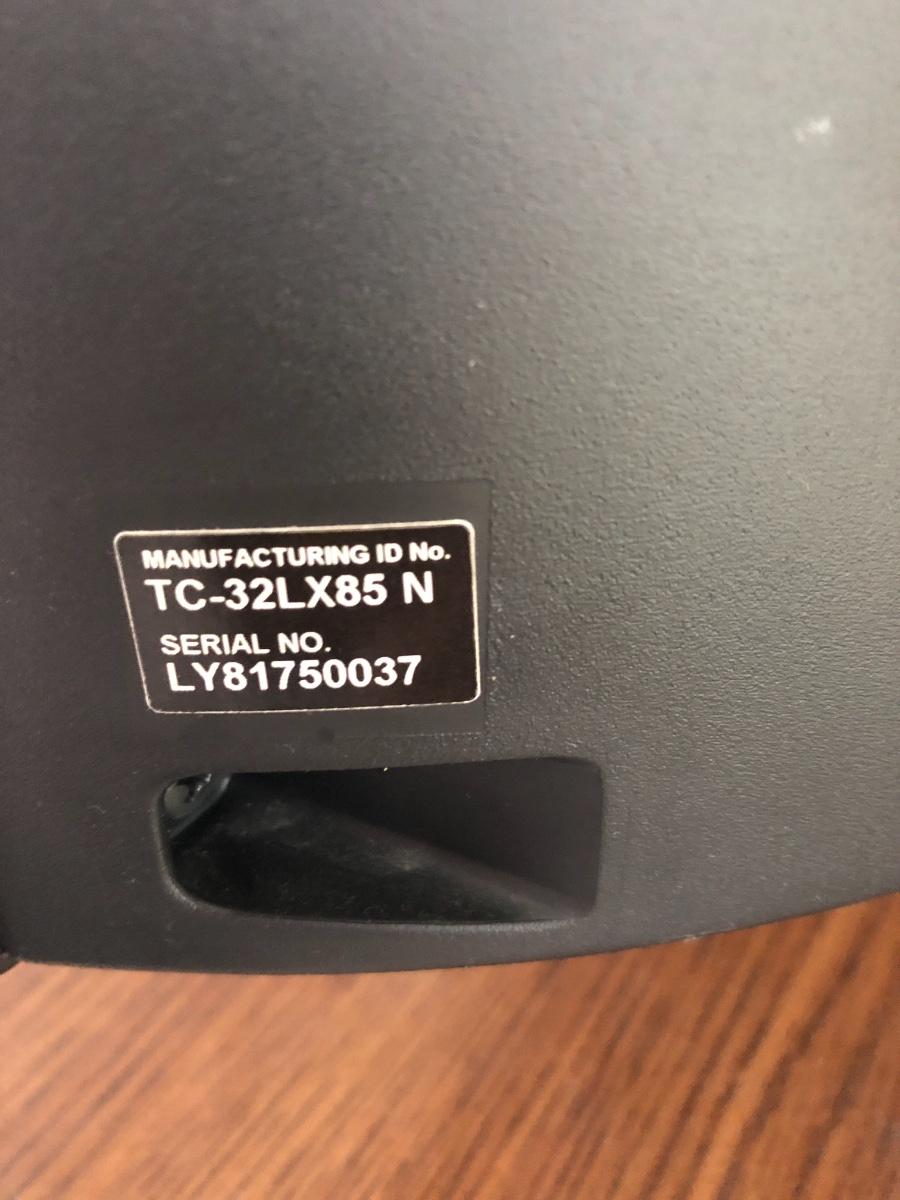 MANUFACTURING ID No.
TC-32LX85 N
SERIAL NO.
LY81750037